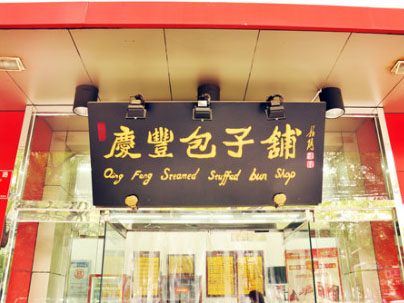 慶豐包子舖
Qing Feng Steamed Stuffed bun Shop